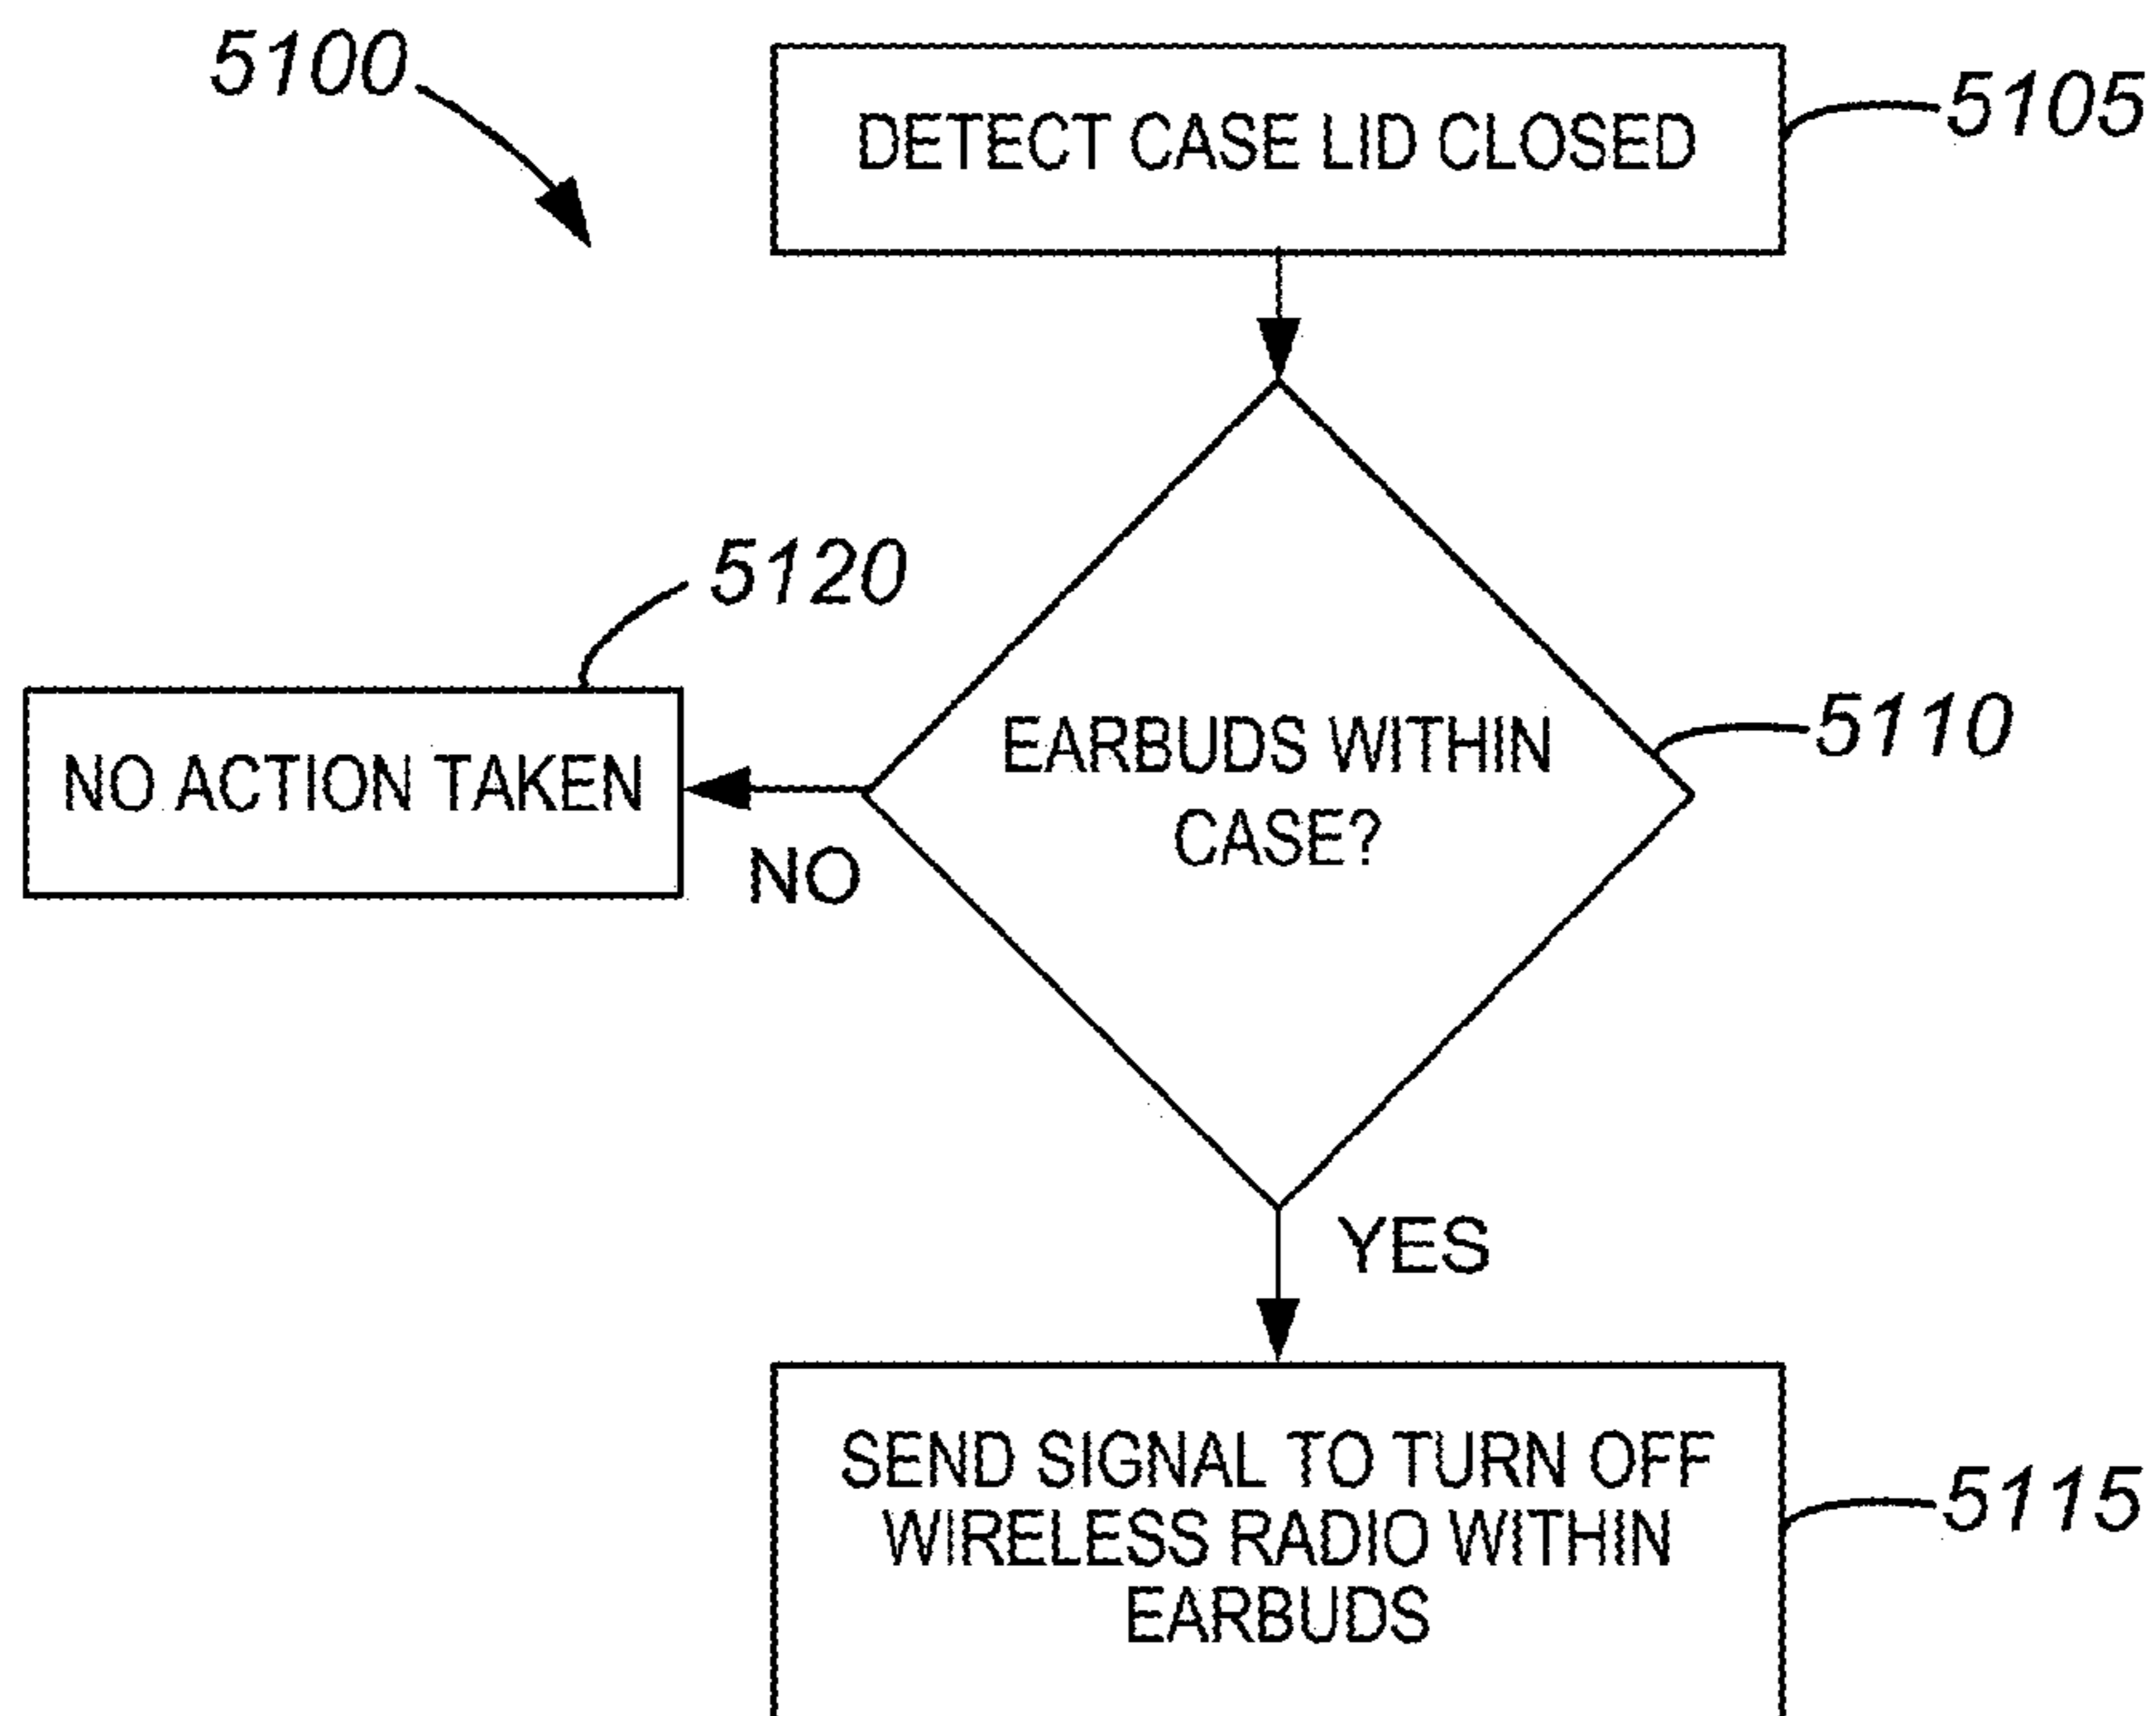 5100
DETECT CASE LID CLOSED
5105
5120
NO ACTION TAKEN
NO
EARBUDS WITHIN
CASE?
5110
YES
SEND SIGNAL TO TURN OFF
WIRELESS RADIO WITHIN
EARBUDS
5115